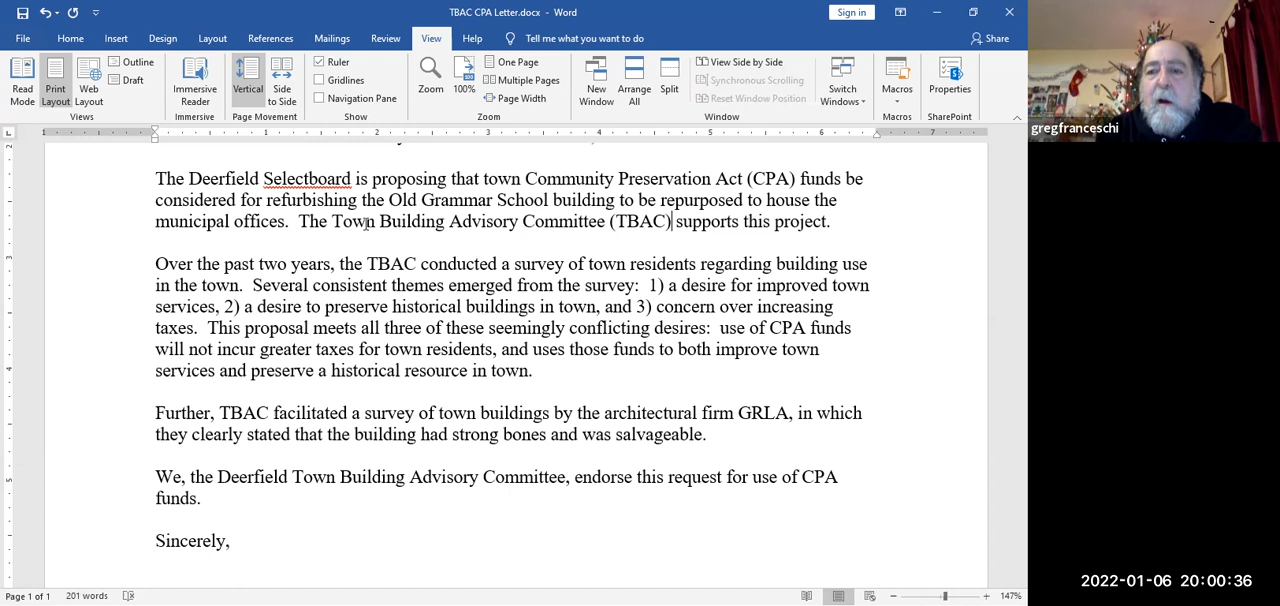 TBAC CPA Letter.docx - Word
Sign in
File Home Insert Design Layout References Mailings Review View Help Tell me what you want to do Share
Read Mode
Print Layout
Web Layout
Outline
Draft
Views
Immersive Reader
Immersive
Vertical
Side to Side
Page Movement
Ruler
Gridlines
Navigation Pane
Show
Zoom
100%
One Page
Multiple Pages
Page Width
Zoom
New Window
Arrange All
Split
View Side by Side
Synchronous Scrolling
Reset Window Position
Window
Switch Windows
Macros
Macros
Properties
SharePoint
gregfranceschi
1 1 2 3 4 5 6 7
2
3
4
5
The Deerfield Selectboard is proposing that town Community Preservation Act (CPA) funds be
considered for refurbishing the Old Grammar School building to be repurposed to house the
municipal offices.  The Town Building Advisory Committee (TBAC) supports this project.
Over the past two years, the TBAC conducted a survey of town residents regarding building use
in the town.  Several consistent themes emerged from the survey:  1) a desire for improved town
services, 2) a desire to preserve historical buildings in town, and 3) concern over increasing
taxes.  This proposal meets all three of these seemingly conflicting desires:  use of CPA funds
will not incur greater taxes for town residents, and uses those funds to both improve town
services and preserve a historical resource in town.
Further, TBAC facilitated a survey of town buildings by the architectural firm GRLA, in which
they clearly stated that the building had strong bones and was salvageable.
We, the Deerfield Town Building Advisory Committee, endorse this request for use of CPA
funds.
Sincerely,
Page 1 of 1 201 words 147%
2022-01-06 20:00:36